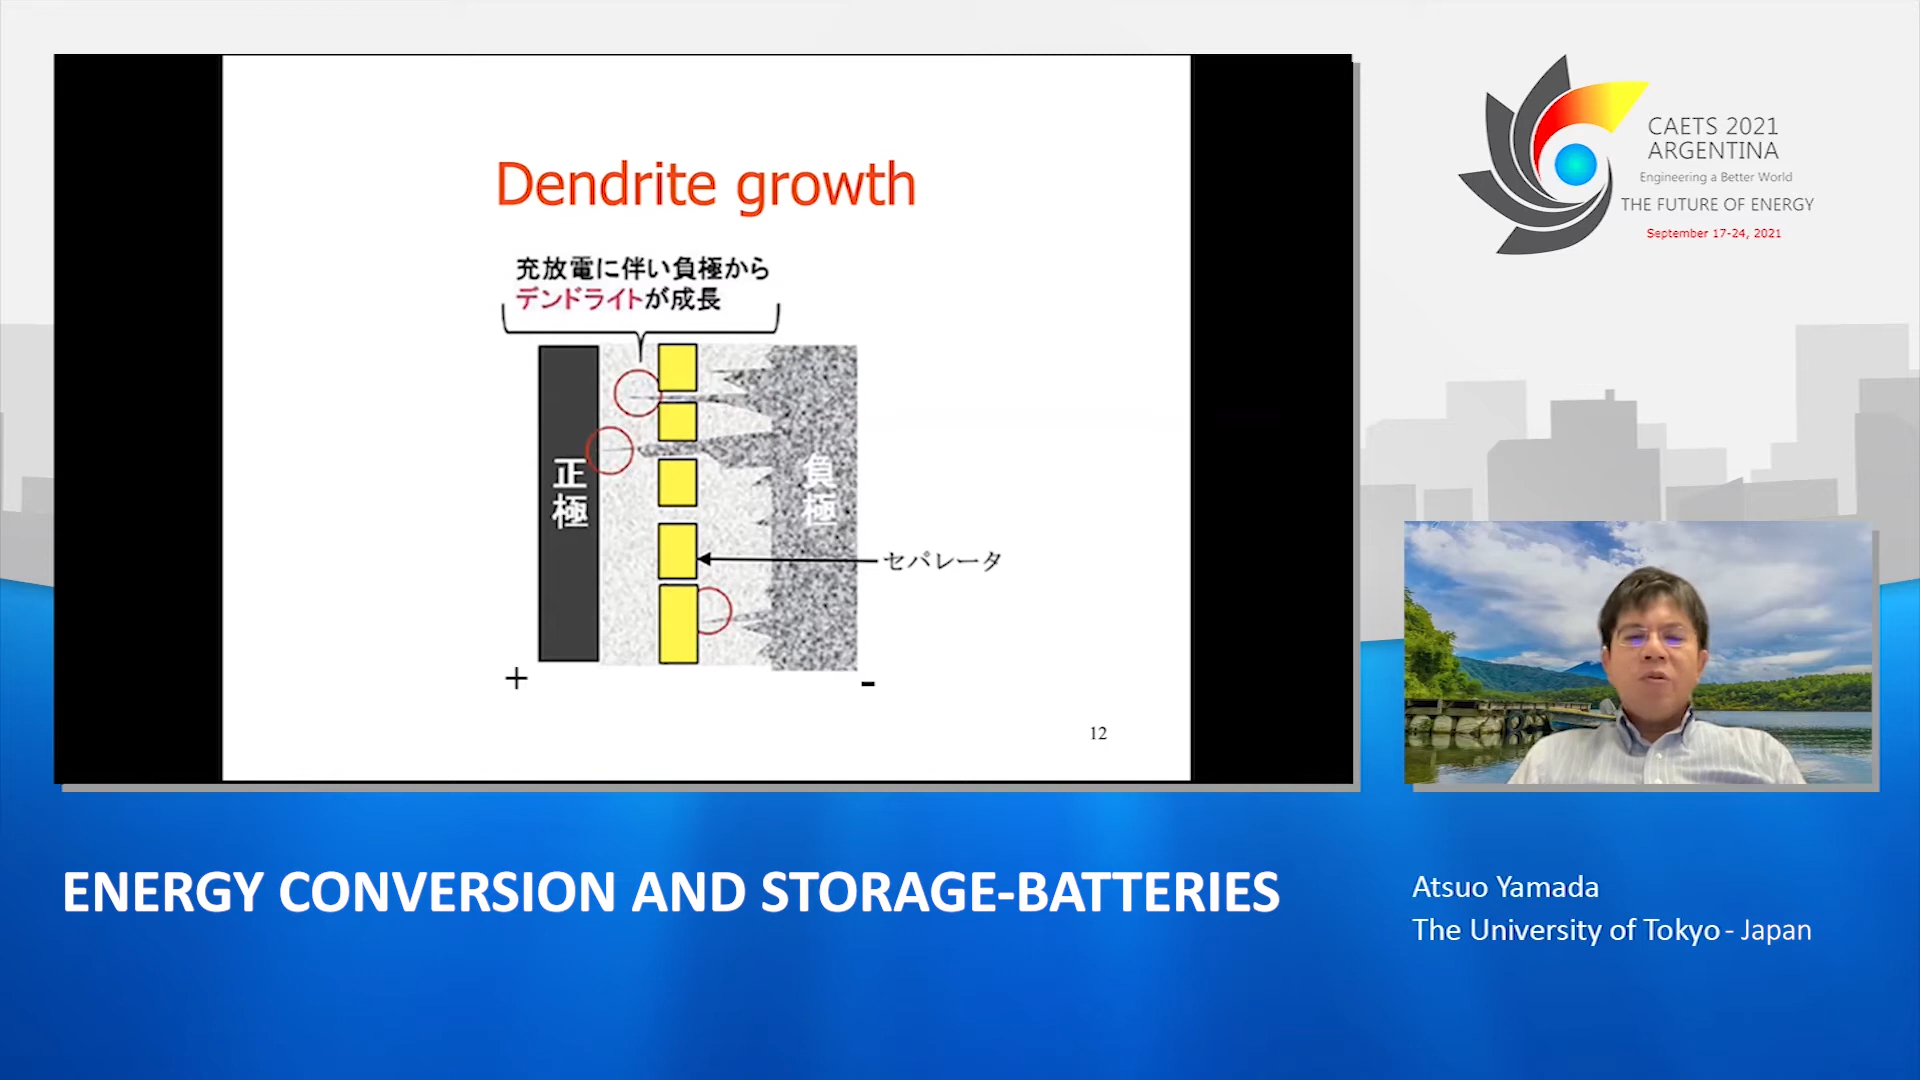 Dendrite growth
充放電に伴い負極から
デンドライトが成長
正極
負極
セパレータ
+
-
12
CAETS 2021
ARGENTINA
Engineering a Better World
THE FUTURE OF ENERGY
September 17-24, 2021
ENERGY CONVERSION AND STORAGE-BATTERIES
Atsuo Yamada
The University of Tokyo - Japan